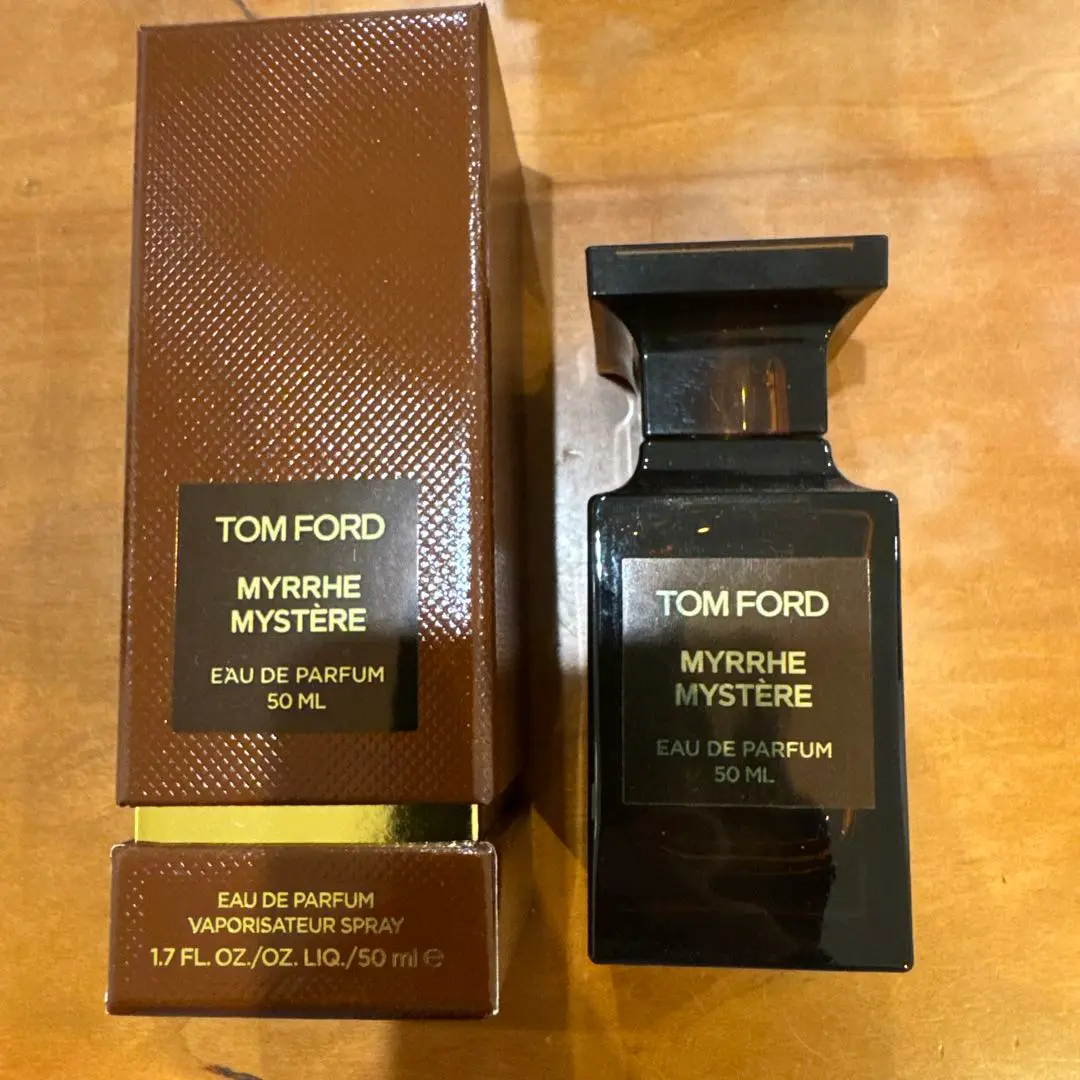 TOM FORD
MYRRHE
MYSTÈRE
EAU DE PARFUM
50 ML
EAU DE PARFUM
VAPORISATEUR SPRAY
1.7 FL. OZ./OZ. LIQ./50 ml ℮
TOM FORD
MYRRHE
MYSTÈRE
EAU DE PARFUM
50 ML